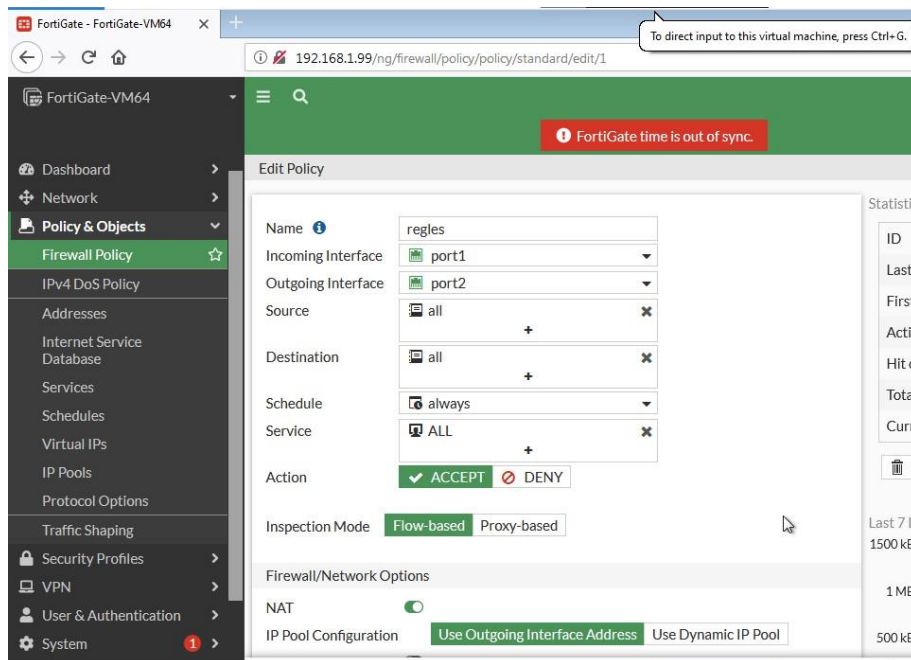 FortiGate - FortiGate-VM64
To direct input to this virtual machine, press Ctrl+G.
192.168.1.99/ng/firewall/policy/policy/standard/edit/1
FortiGate-VM64
FortiGate time is out of sync.
Dashboard
Network
Policy & Objects
Firewall Policy
IPv4 DoS Policy
Addresses
Internet Service
Database
Services
Schedules
Virtual IPs
IP Pools
Protocol Options
Traffic Shaping
Security Profiles
VPN
User & Authentication
System 1
Edit Policy
Name regles
Incoming Interface port1
Outgoing Interface port2
Source all
+
Destination all
+
Schedule always
Service ALL
+
Action ACCEPT DENY
Inspection Mode Flow-based Proxy-based
Firewall/Network Options
NAT
IP Pool Configuration Use Outgoing Interface Address Use Dynamic IP Pool
ID
Last
Hit
Last 7
1500
1
500